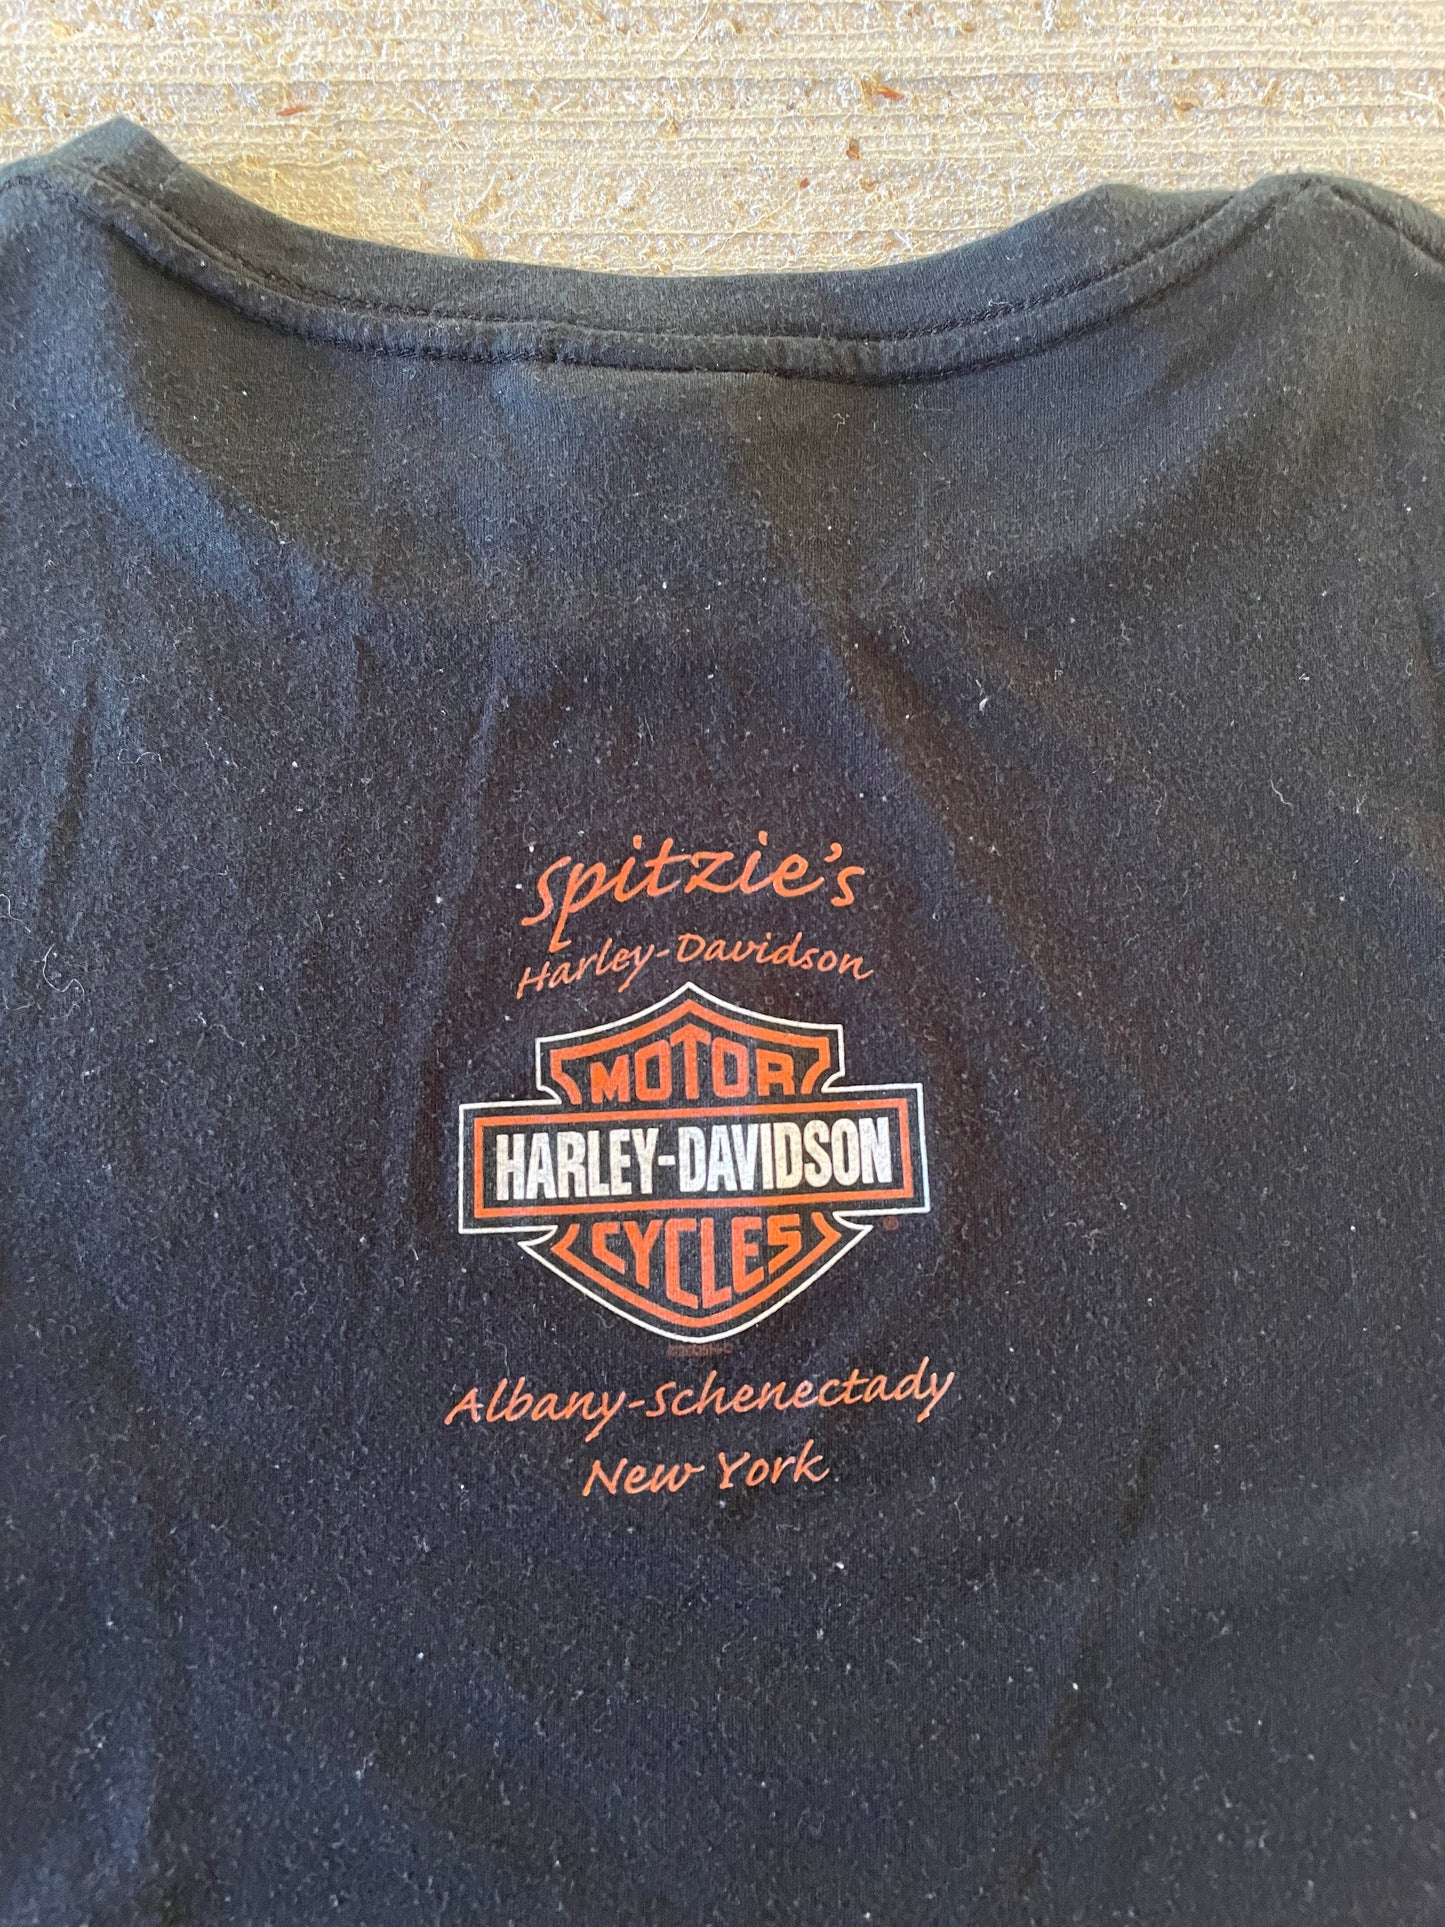 Spitzie's
Harley-Davidson
MOTOR
HARLEY-DAVIDSON
CYCLES
®
Albany-Schenectady
New York